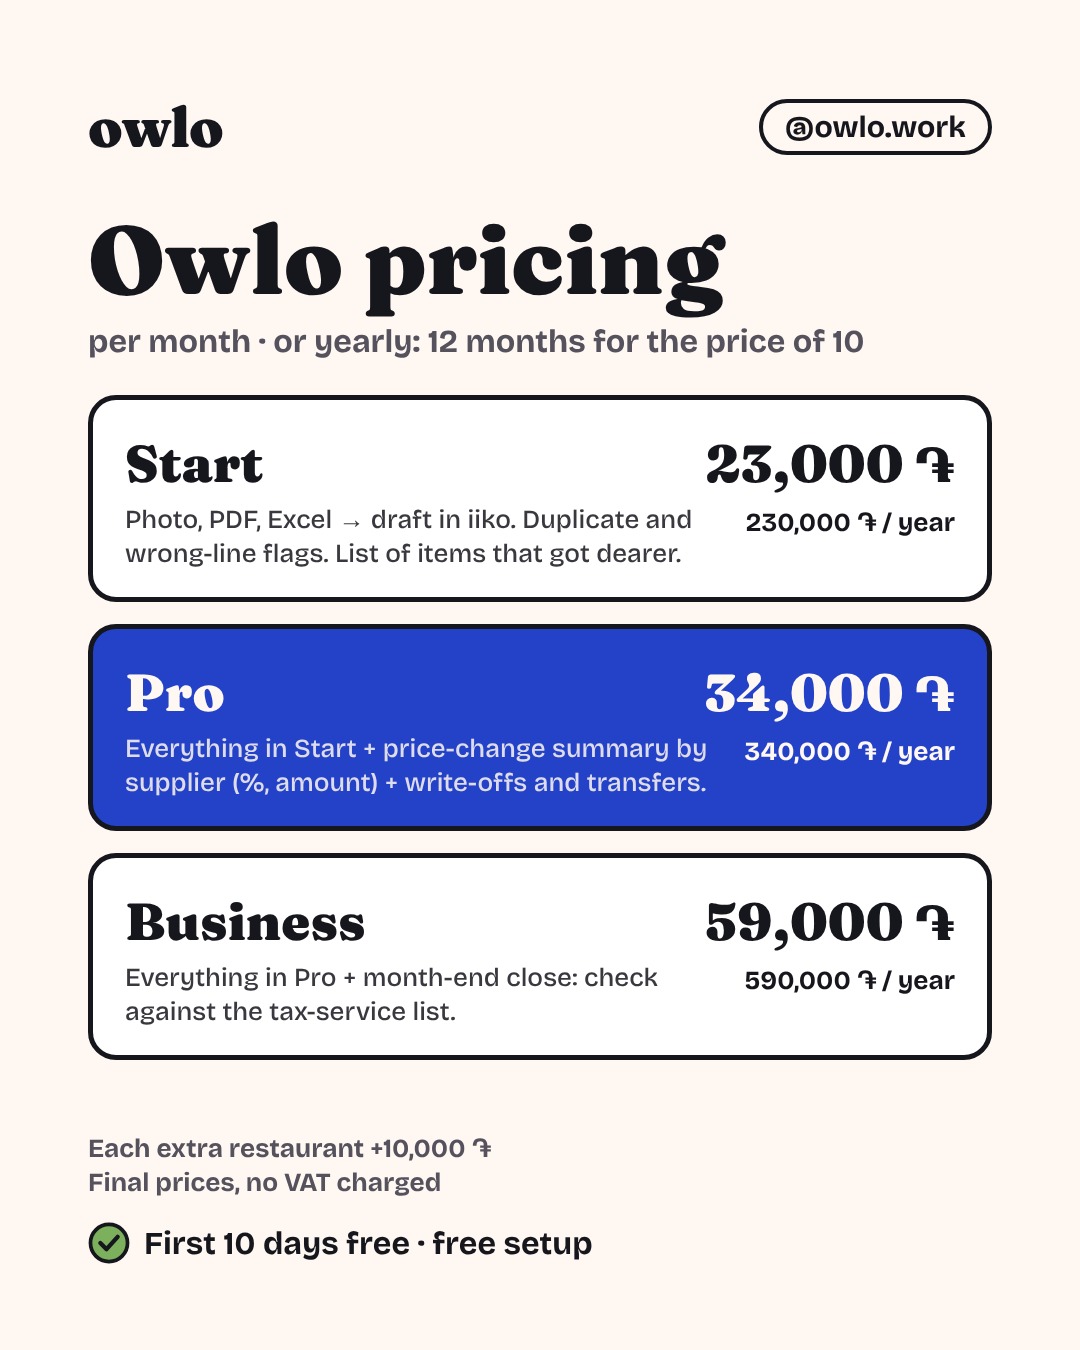 owlo
@owlo.work
Owlo pricing
per month · or yearly: 12 months for the price of 10
Start
23,000 ֏
Photo, PDF, Excel → draft in iiko. Duplicate and
wrong-line flags. List of items that got dearer.
230,000 ֏ / year
Pro
34,000 ֏
Everything in Start + price-change summary by
supplier (%, amount) + write-offs and transfers.
340,000 ֏ / year
Business
59,000 ֏
Everything in Pro + month-end close: check
against the tax-service list.
590,000 ֏ / year
Each extra restaurant +10,000 ֏
Final prices, no VAT charged
First 10 days free · free setup